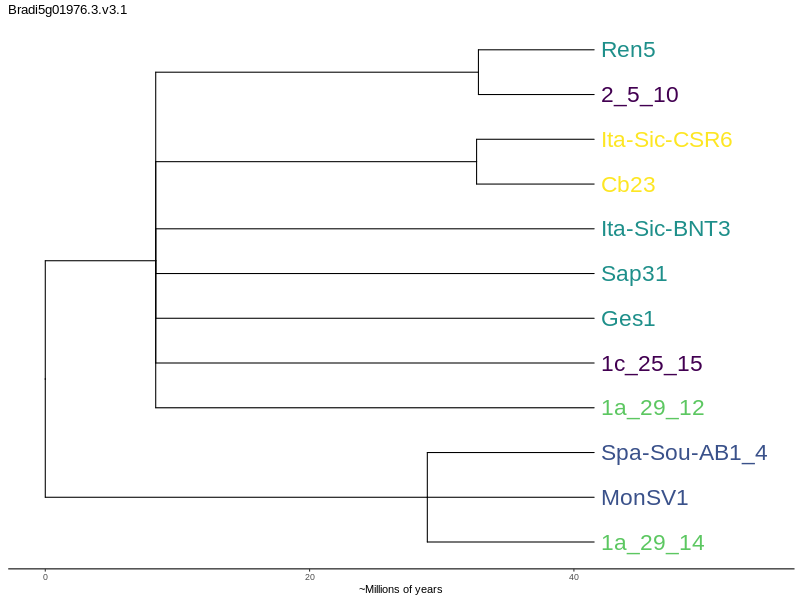 Bradi5g01976.3.v3.1
Ren5
2_5_10
Ita-Sic-CSR6
Cb23
Ita-Sic-BNT3
Sap31
Ges1
1c_25_15
1a_29_12
Spa-Sou-AB1_4
MonSV1
1a_29_14
0 20 40
~Millions of years